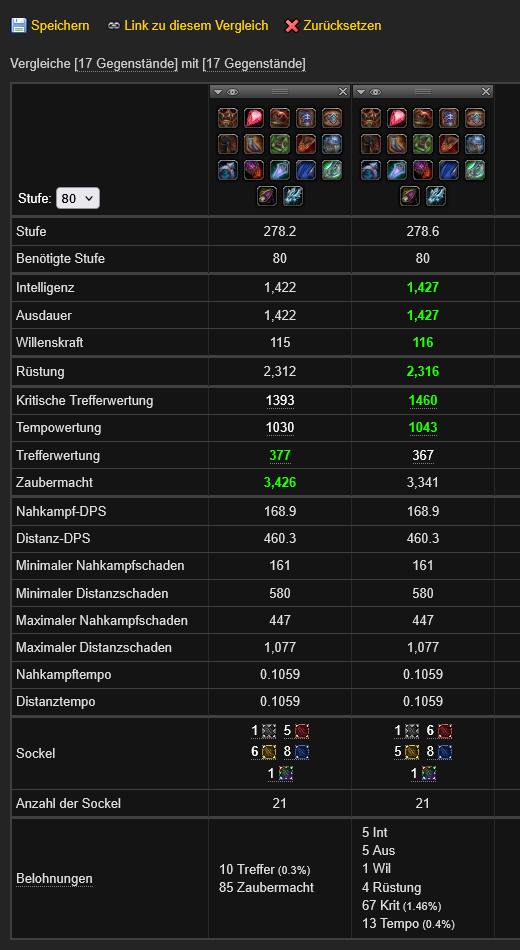 Speichern Link zu diesem Vergleich Zurücksetzen
Vergleiche [17 Gegenstände] mit [17 Gegenstände]
Stufe: 80
Stufe 278.2 278.6
Benötigte Stufe 80 80
Intelligenz 1,422 1,427
Ausdauer 1,422 1,427
Willenskraft 115 116
Rüstung 2,312 2,316
Kritische Trefferwertung 1393 1460
Tempowertung 1030 1043
Trefferwertung 377 367
Zaubermacht 3,426 3,341
Nahkampf-DPS 168.9 168.9
Distanz-DPS 460.3 460.3
Minimaler Nahkampfschaden 161 161
Minimaler Distanzschaden 580 580
Maximaler Nahkampfschaden 447 447
Maximaler Distanzschaden 1,077 1,077
Nahkampftempo 0.1059 0.1059
Distanztempo 0.1059 0.1059
Sockel
1 5 1 6
6 8 5 8
1 1
Anzahl der Sockel 21 21
Belohnungen
10 Treffer (0.3%)
85 Zaubermacht
5 Int
5 Aus
1 Wil
4 Rüstung
67 Krit (1.46%)
13 Tempo (0.4%)